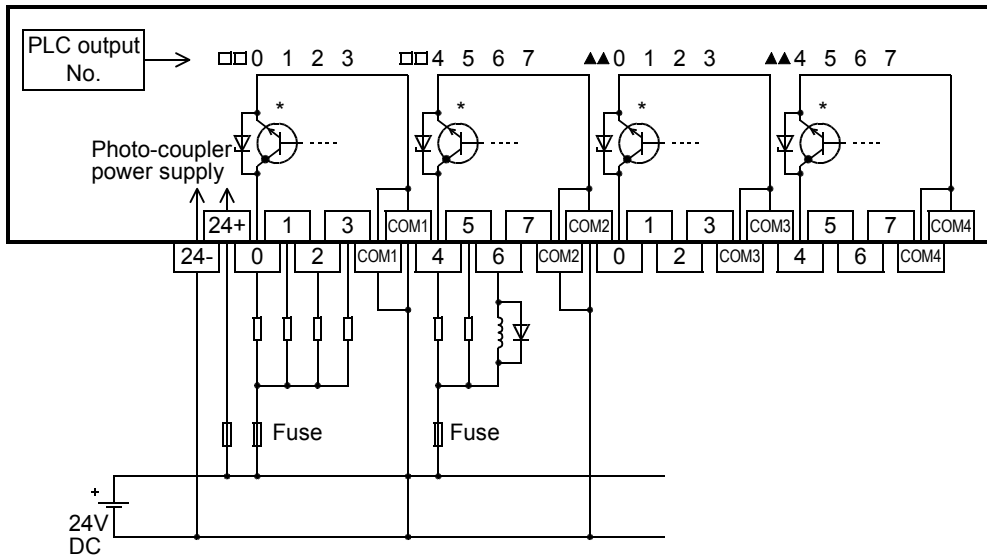 PLC output
No.
□□0 1 2 3 □□4 5 6 7 ▲▲0 1 2 3 ▲▲4 5 6 7
* * * *
Photo-coupler
power supply
24+ 1 3 COM1 5 7 COM2 1 3 COM3 5 7 COM4
24- 0 2 COM1 4 6 COM2 0 2 COM3 4 6 COM4
Fuse Fuse
+
24V
DC